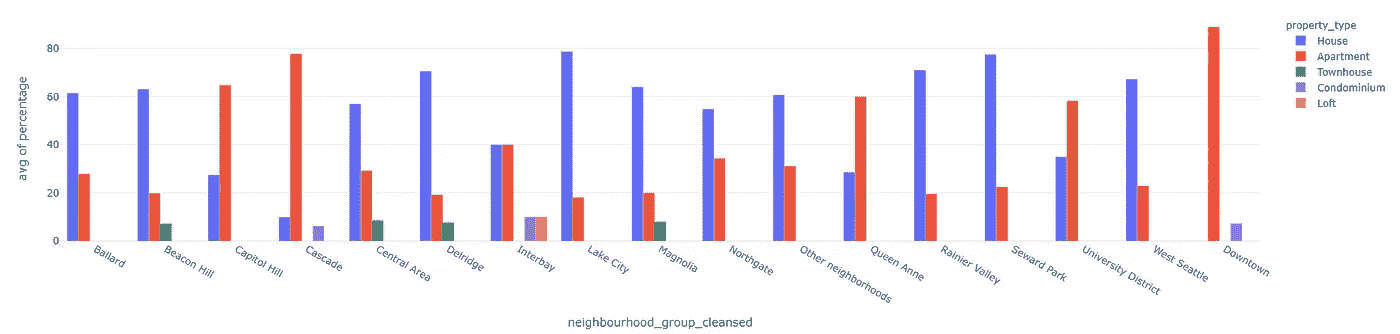 property_type
House
Apartment
Townhouse
Condominium
Loft
avg of percentage
80
60
40
20
0
Ballard
Beacon Hill
Capitol Hill
Cascade
Central Area
Delridge
Interbay
Lake City
Magnolia
Northgate
Other neighborhoods
Queen Anne
Rainier Valley
Seward Park
University District
West Seattle
Downtown
neighbourhood_group_cleansed